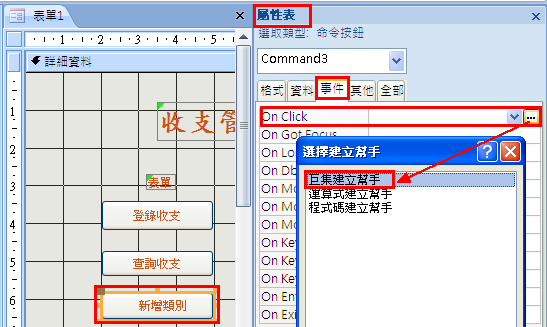 表單1
屬性表
選取類型: 命令按鈕
Command3
格式 資料 事件 其他 全部
1 2 3 4 5
詳細資料
收支管
表單
登錄收支
查詢收支
新增類別
1
2
3
4
5
6
On Click
On Got Focus
On Lo
On Db
On Mo
On Mo
On Mo
On Key
On Key
On Key
On Ent
On Exi
選擇建立幫手
巨集建立幫手
運算式建立幫手
程式碼建立幫手